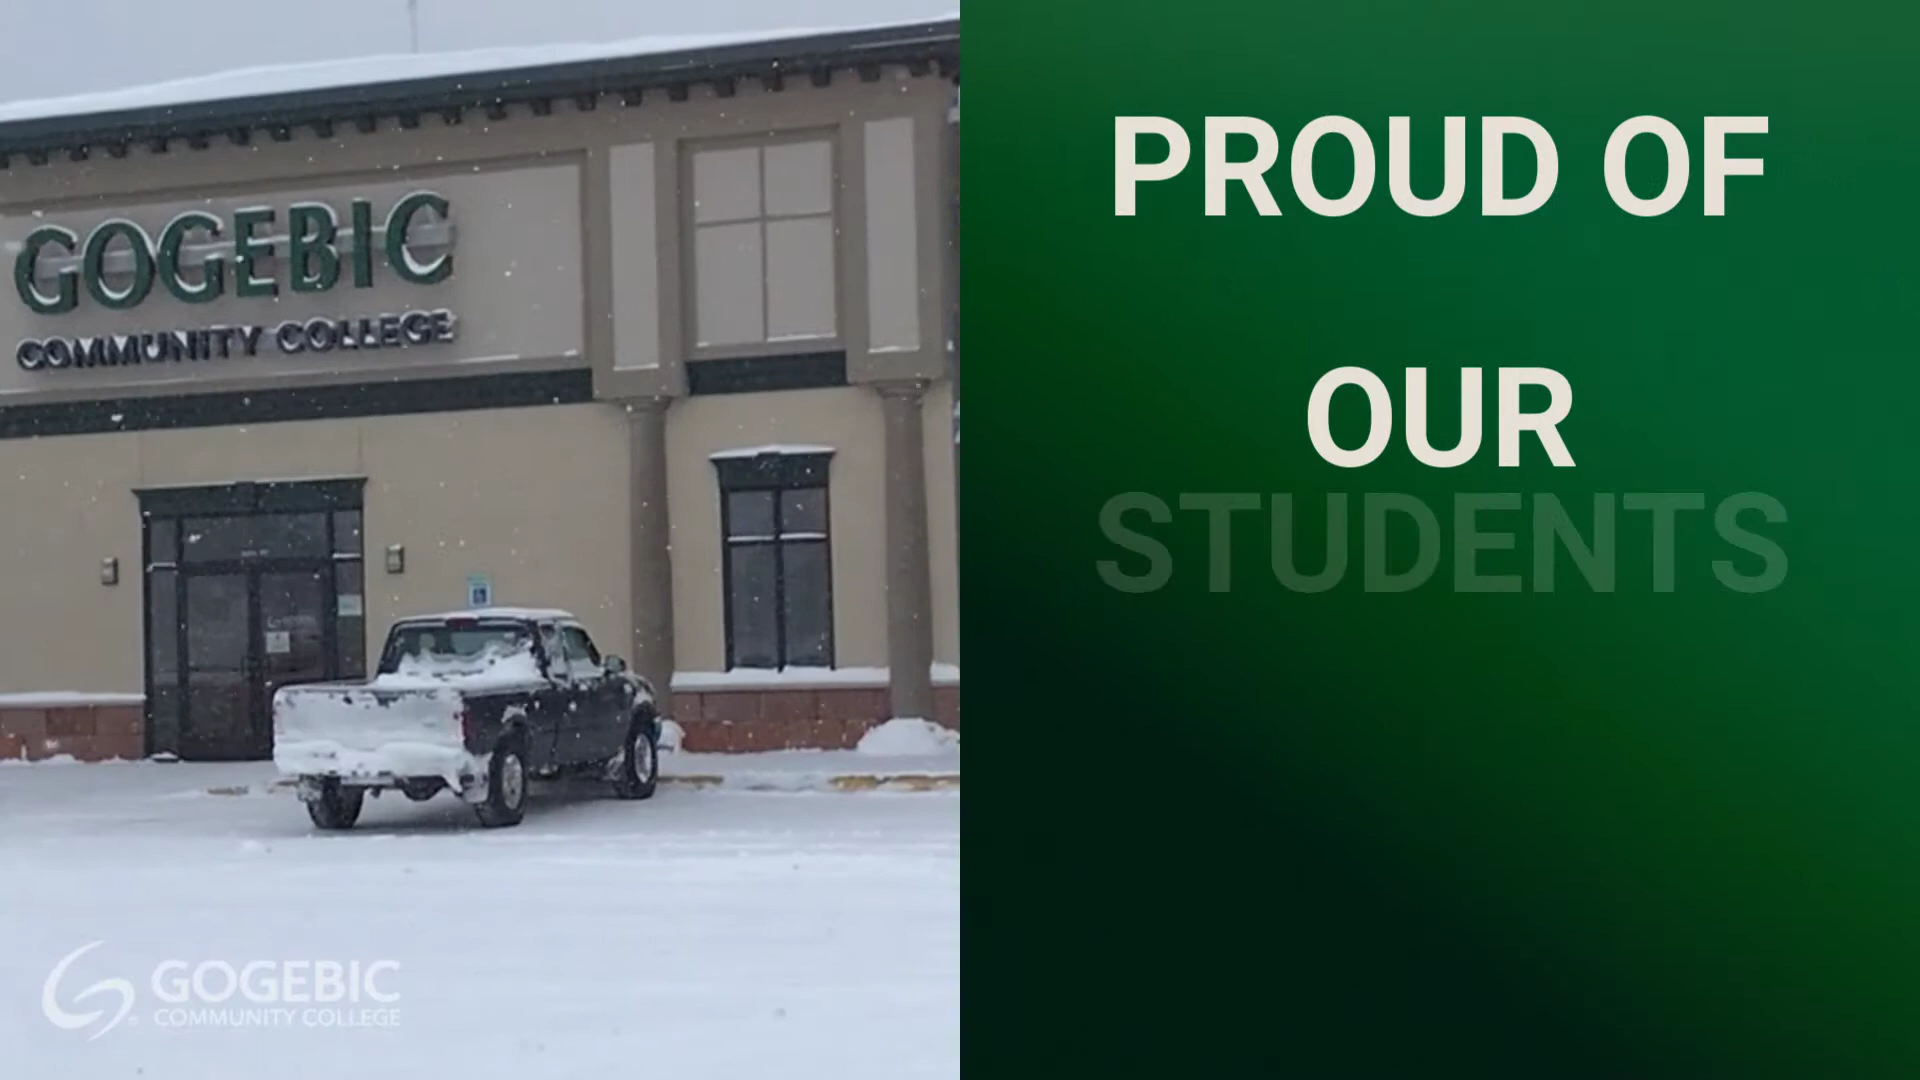 GOGEBIC
COMMUNITY COLLEGE
GOGEBIC
COMMUNITY COLLEGE
PROUD OF
OUR
STUDENTS